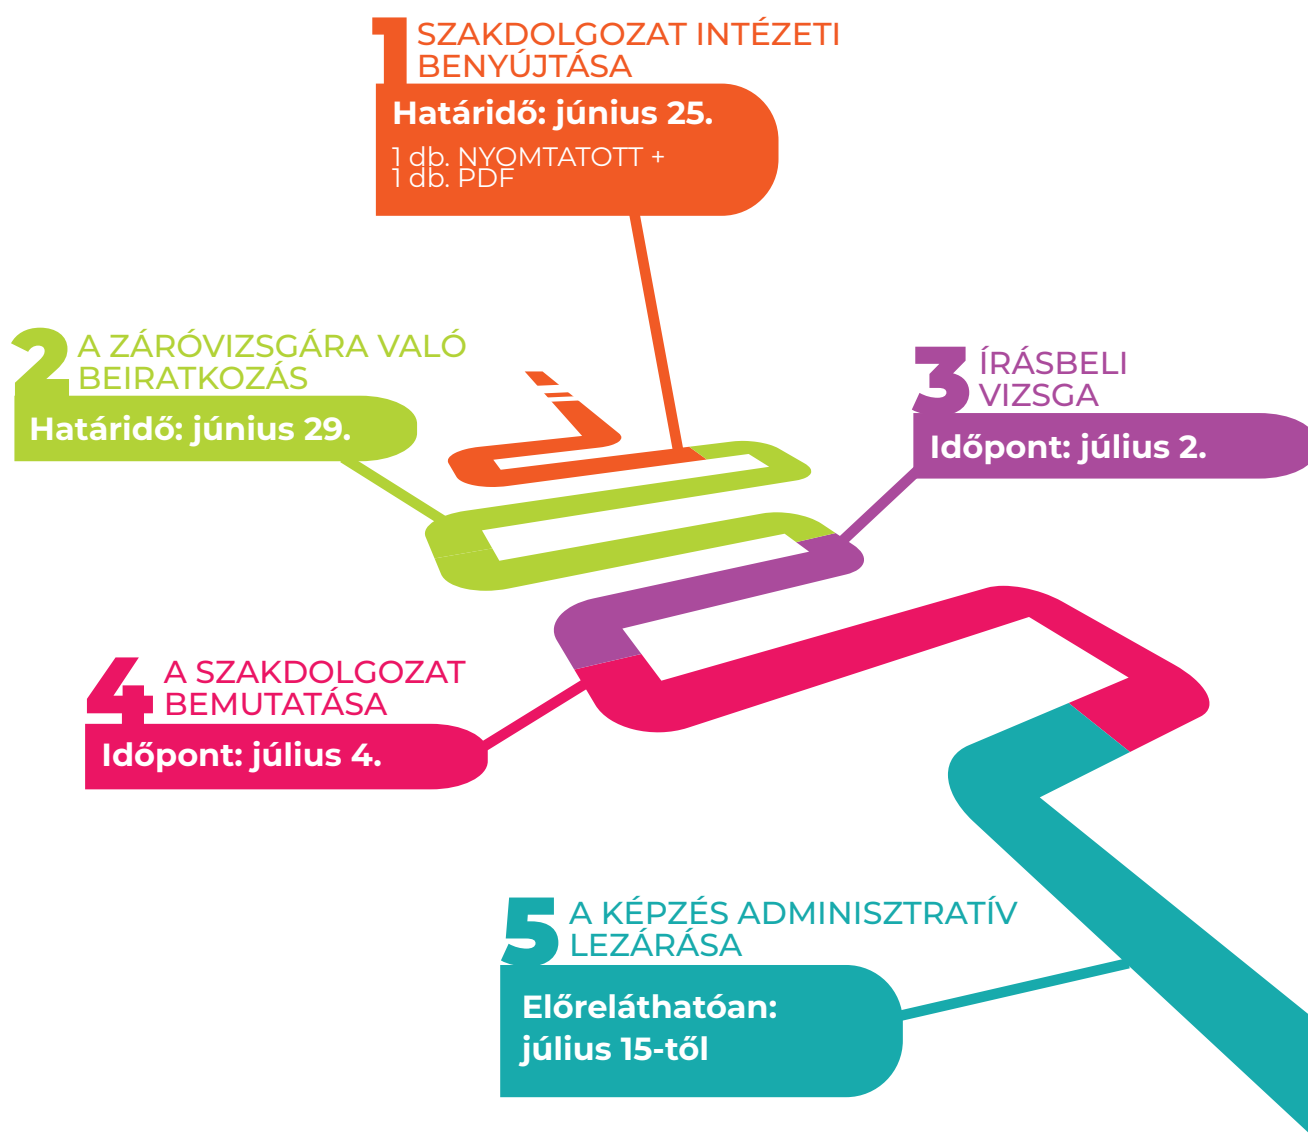 1
SZAKDOLGOZAT INTÉZETI
BENYÚJTÁSA
Határidő: június 25.
1 db. NYOMTATOTT +
1 db. PDF
2
A ZÁRÓVIZSGÁRA VALÓ
BEIRATKOZÁS
Határidő: június 29.
3
ÍRÁSBELI
VIZSGA
Időpont: július 2.
4
A SZAKDOLGOZAT
BEMUTATÁSA
Időpont: július 4.
5
A KÉPZÉS ADMINISZTRATÍV
LEZÁRÁSA
Előreláthatóan:
július 15-től